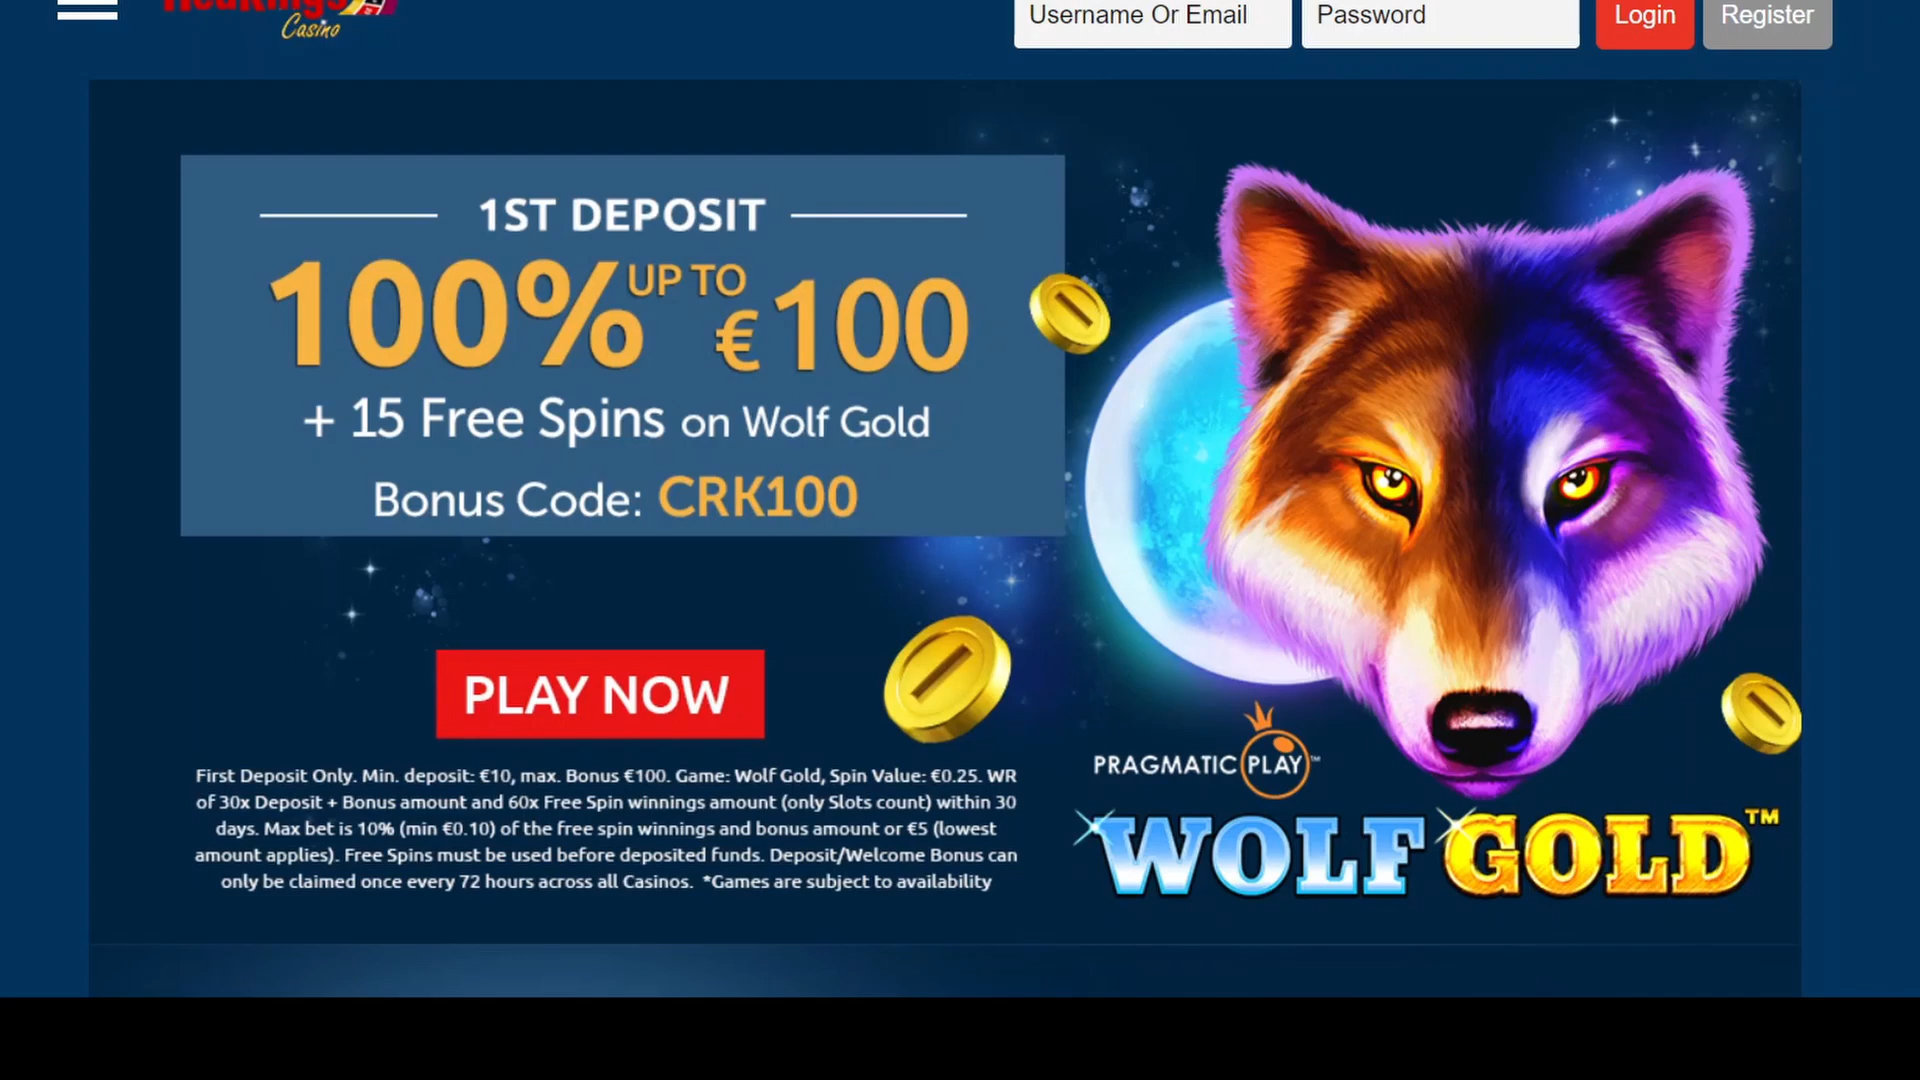 Casino
Username Or Email
Password
Login
Register
1ST DEPOSIT
100% UP TO €100
+ 15 Free Spins on Wolf Gold
Bonus Code: CRK100
PLAY NOW
First Deposit Only. Min. deposit: €10, max. Bonus €100. Game: Wolf Gold, Spin Value: €0.25. WR
of 30x Deposit + Bonus amount and 60x Free Spin winnings amount (only Slots count) within 30
days. Max bet is 10% (min €0.10) of the free spin winnings and bonus amount or €5 (lowest
amount applies). Free Spins must be used before deposited funds. Deposit/Welcome Bonus can
only be claimed once every 72 hours across all Casinos. *Games are subject to availability
PRAGMATIC PLAY™
WOLF GOLD™